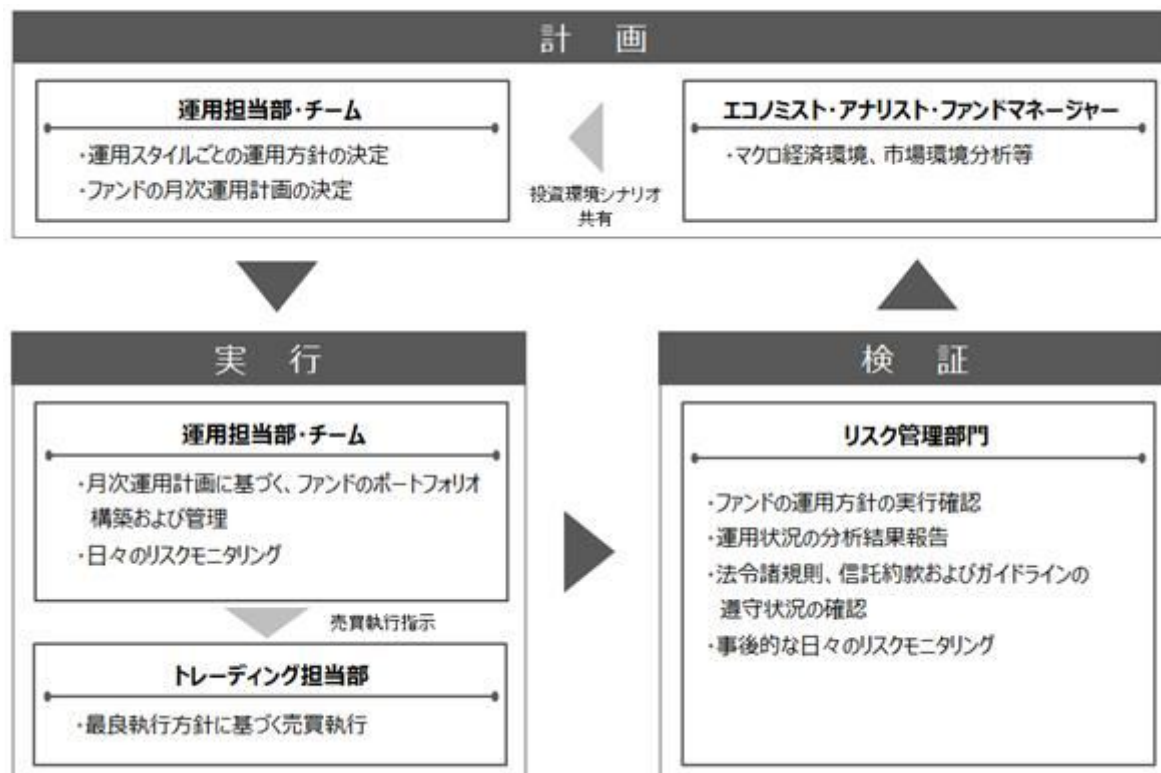 計 画
運用担当部・チーム
・運用スタイルごとの運用方針の決定
・ファンドの月次運用計画の決定
投資環境シナリオ
共有
エコノミスト・アナリスト・ファンドマネージャー
・マクロ経済環境、市場環境分析等
実 行
運用担当部・チーム
・月次運用計画に基づく、ファンドのポートフォリオ
構築および管理
・日々のリスクモニタリング
売買執行指示
トレーディング担当部
・最良執行方針に基づく売買執行
検 証
リスク管理部門
・ファンドの運用方針の実行確認
・運用状況の分析結果報告
・法令諸規則、信託約款およびガイドラインの
遵守状況の確認
・事後的な日々のリスクモニタリング